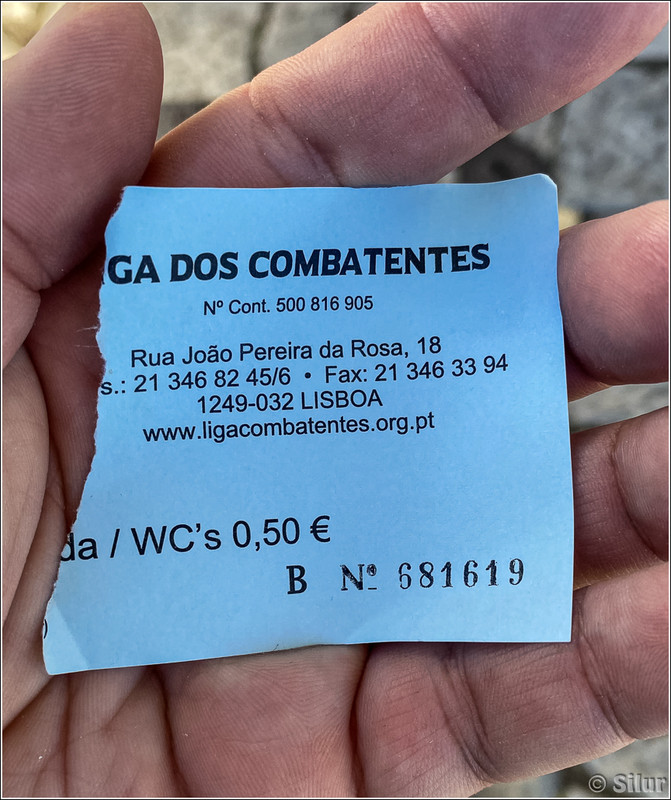 GA DOS COMBATENTES
Nº Cont. 500 816 905
Rua João Pereira da Rosa, 18
s.: 21 346 82 45/6 • Fax: 21 346 33 94
1249-032 LISBOA
www.ligacombatentes.org.pt
da / WC's 0,50 €
B Nº 681619
)
© Silur